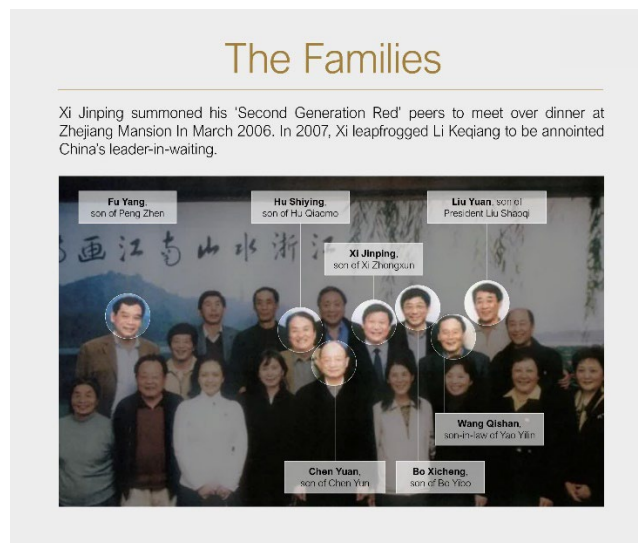 The Families
Xi Jinping summoned his 'Second Generation Red' peers to meet over dinner at
Zhejiang Mansion In March 2006. In 2007, Xi leapfrogged Li Keqiang to be annointed
China's leader-in-waiting.
Fu Yang,
son of Peng Zhen
Hu Shiying,
son of Hu Qiaomo
Liu Yuan, son of
President Liu Shaoqi
画江南山水浙江
Xi Jinping,
son of Xi Zhongxun
Wang Qishan,
son-in-law of Yao Yilin
Chen Yuan,
son of Chen Yun
Bo Xicheng,
son of Bo Yibo